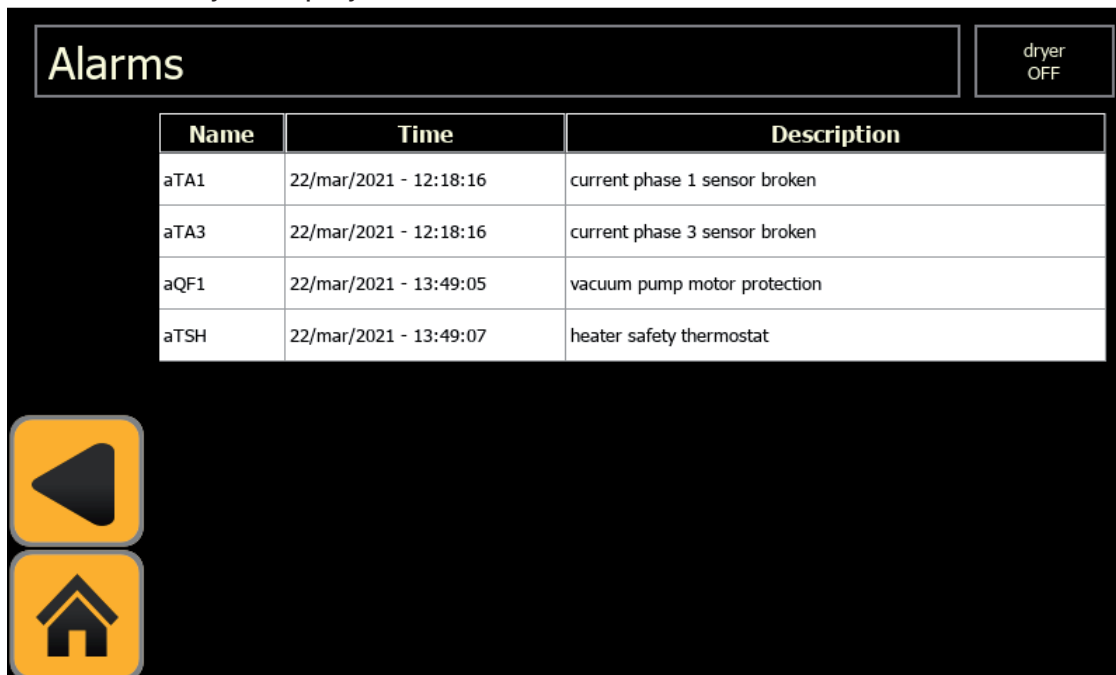 Alarms
dryer
OFF
Name Time Description
aTA1 22/mar/2021 - 12:18:16 current phase 1 sensor broken
aTA3 22/mar/2021 - 12:18:16 current phase 3 sensor broken
aQF1 22/mar/2021 - 13:49:05 vacuum pump motor protection
aTSH 22/mar/2021 - 13:49:07 heater safety thermostat